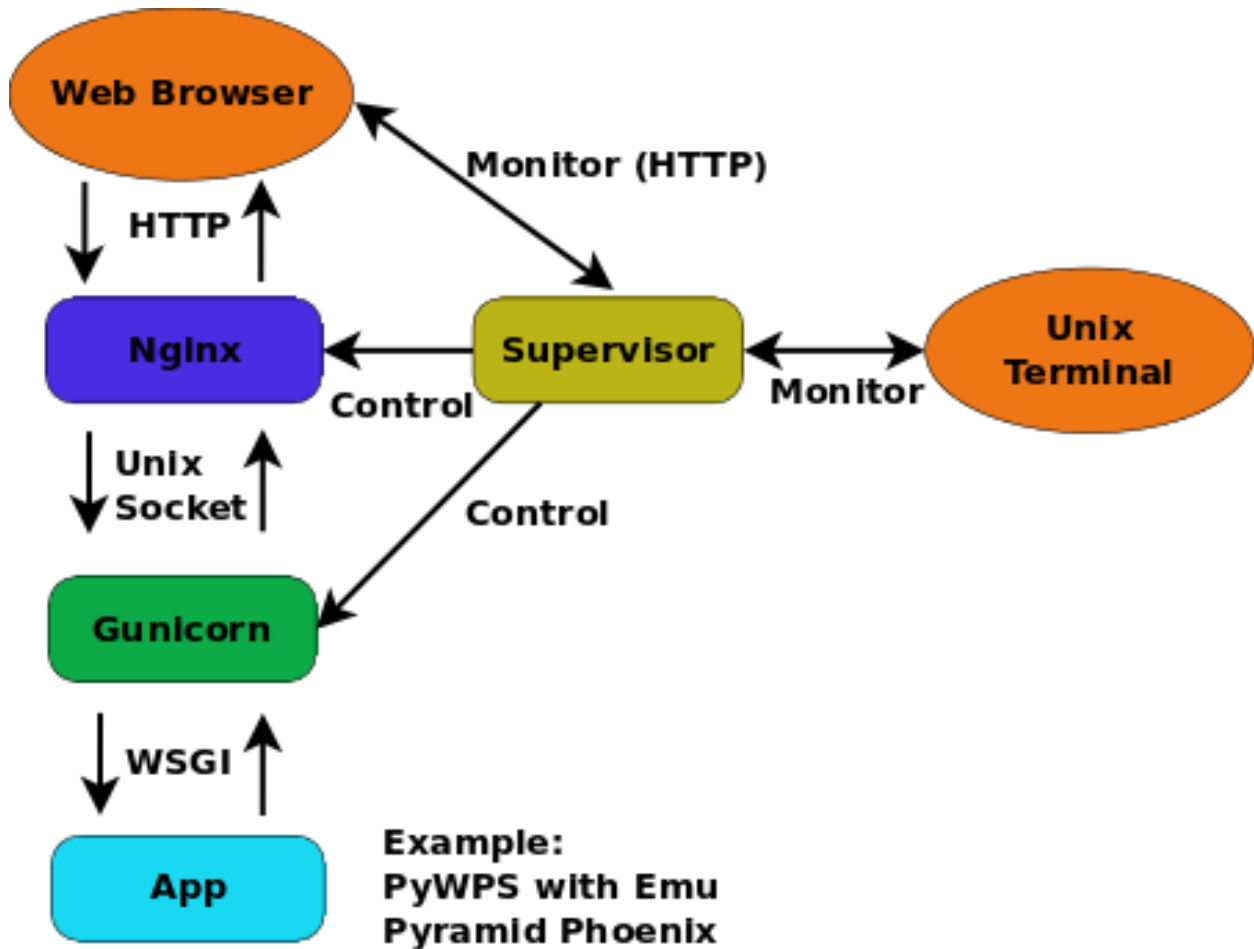 Web Browser
Monitor (HTTP)
HTTP
Nginx
Supervisor
Unix
Terminal
Control
Monitor
Unix
Socket
Control
Gunicorn
WSGI
App
Example:
PyWPS with Emu
Pyramid Phoenix